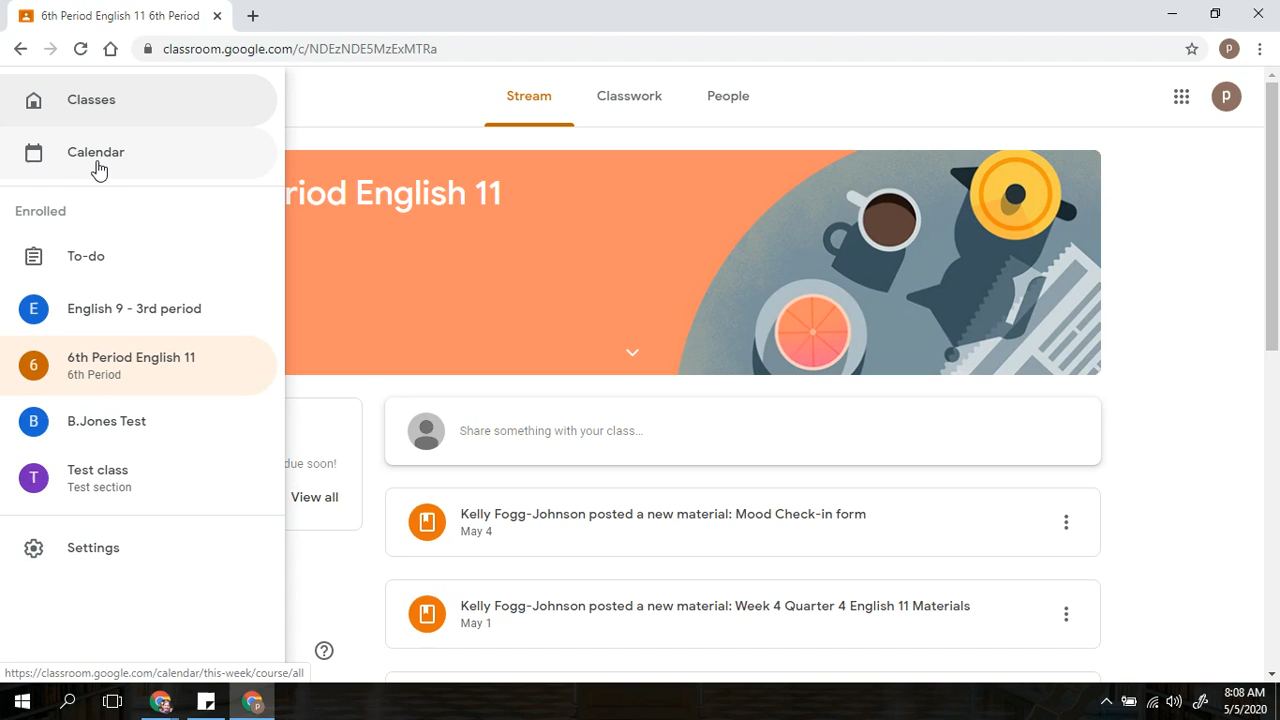 6th Period English 11 6th Period
classroom.google.com/c/NDEzNDE5MzExMTRa
P
Classes
Calendar
Enrolled
To-do
E English 9 - 3rd period
6 6th Period English 11
6th Period
B B.Jones Test
T Test class
Test section
Settings
Stream Classwork People
p
riod English 11
due soon!
View all
Share something with your class...
Kelly Fogg-Johnson posted a new material: Mood Check-in form
May 4
Kelly Fogg-Johnson posted a new material: Week 4 Quarter 4 English 11 Materials
May 1
https://classroom.google.com/calendar/this-week/course/all
8:08 AM
5/5/2020